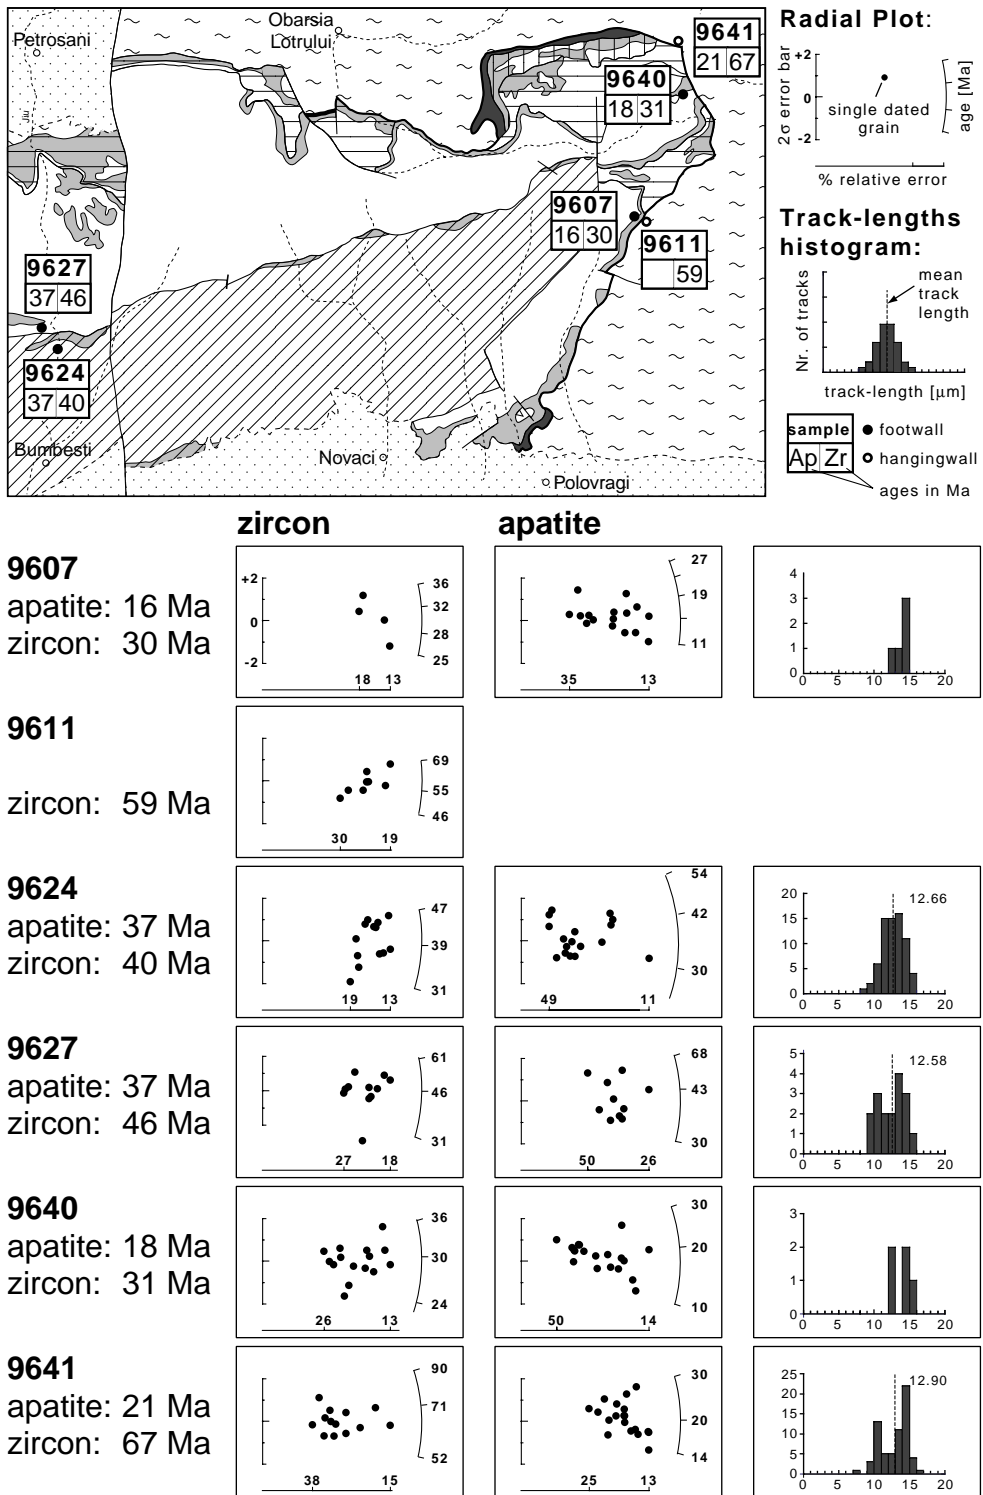 Petrosani
Obarsia
Lotrului
9641
21 67
9640
18 31
9607
16 30
9611
59
9627
37 46
9624
37 40
Bumbesti
Novaci
Polovragi
Radial Plot:
2σ error bar
+2
0
-2
single dated
grain
age [Ma]
% relative error
Track-lengths
histogram:
Nr. of tracks
mean
track
length
track-length [µm]
sample
Ap Zr
footwall
hangingwall
ages in Ma
zircon apatite
9607
apatite: 16 Ma
zircon: 30 Ma
+2
0
-2
36
32
28
25
18 13
27
19
11
35 13
4
3
2
1
0
0 5 10 15 20
9611
zircon: 59 Ma
69
55
46
30 19
9624
apatite: 37 Ma
zircon: 40 Ma
47
39
31
19 13
54
42
30
49 11
20
15
10
5
0
12.66
0 5 10 15 20
9627
apatite: 37 Ma
zircon: 46 Ma
61
46
31
27 18
68
43
30
50 26
5
4
3
2
1
0
12.58
0 5 10 15 20
9640
apatite: 18 Ma
zircon: 31 Ma
36
30
24
26 13
30
20
10
50 14
3
2
1
0
0 5 10 15 20
9641
apatite: 21 Ma
zircon: 67 Ma
90
71
52
38 15
30
20
14
25 13
25
20
15
10
5
0
12.90
0 5 10 15 20